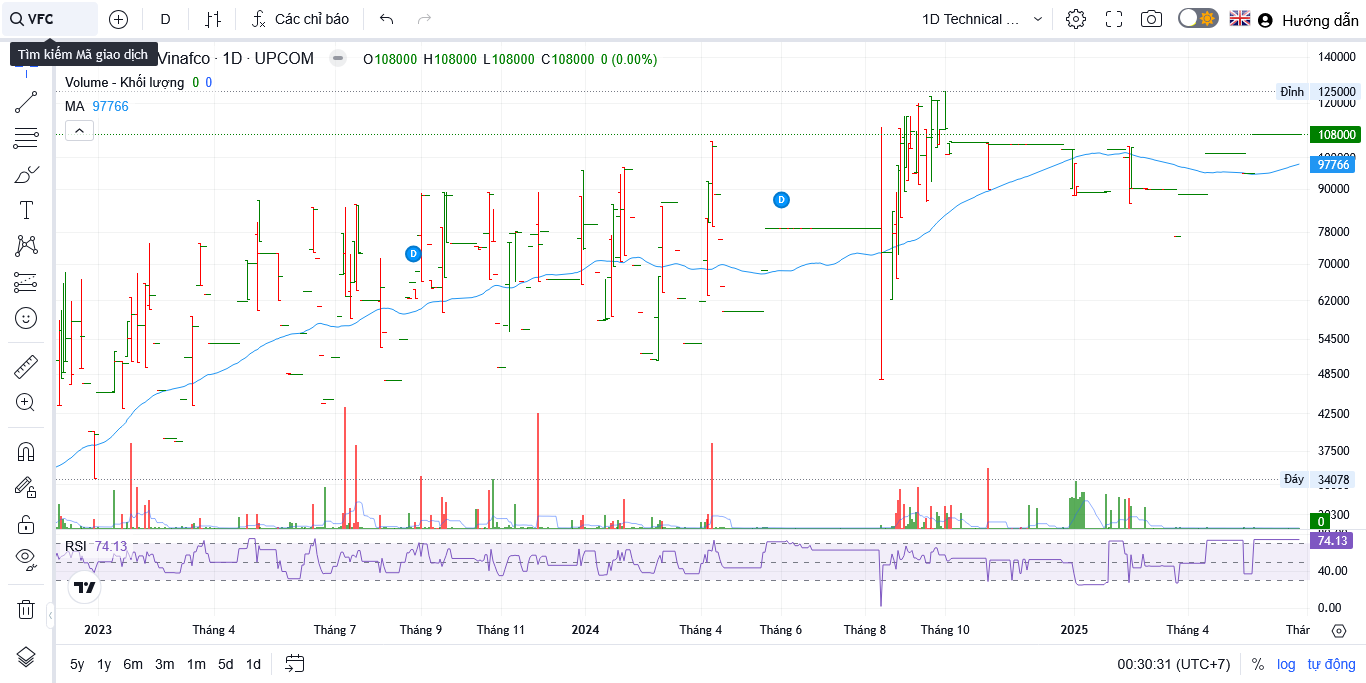 VFC
D
Các chỉ báo
1D Technical ...
Hướng dẫn
Tìm kiếm Mã giao dịch
Vinafco · 1D · UPCOM
O108000 H108000 L108000 C108000 0 (0.00%)
Volume - Khối lượng 0 0
MA 97766
140000
Đỉnh 125000
120000
108000
97766
90000
78000
70000
62000
54500
48500
42500
37500
Đáy 34078
0
D
D
RSI 74.13
74.13
40.00
0.00
2023 Tháng 4 Tháng 7 Tháng 9 Tháng 11 2024 Tháng 4 Tháng 6 Tháng 8 Tháng 10 2025 Tháng 4 Thár
5y 1y 6m 3m 1m 5d 1d
00:30:31 (UTC+7) % log tự động